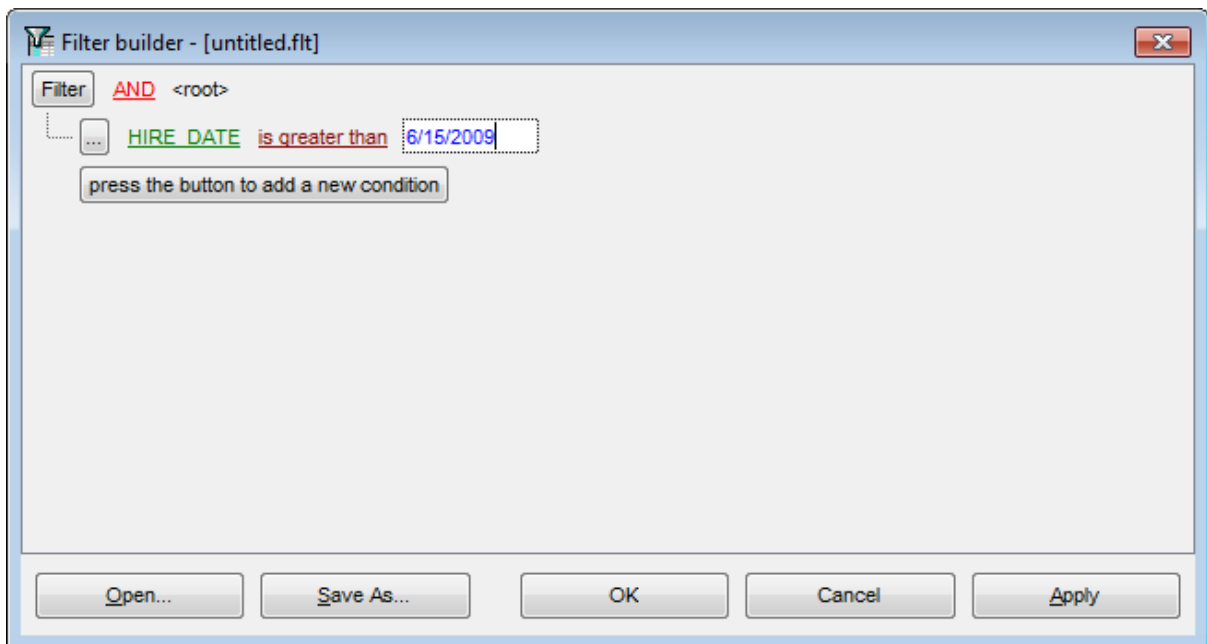 Filter builder - [untitled.flt]
Filter AND <root>
... HIRE_DATE is greater than 6/15/2009
press the button to add a new condition
Open... Save As... OK Cancel Apply